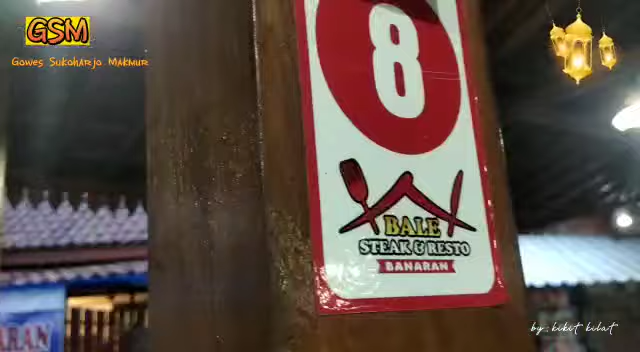 GSM
Gowes Sukoharjo Makmur
8
BALE
STEAK & RESTO
BANARAN
ARAN
by : kikit kilat